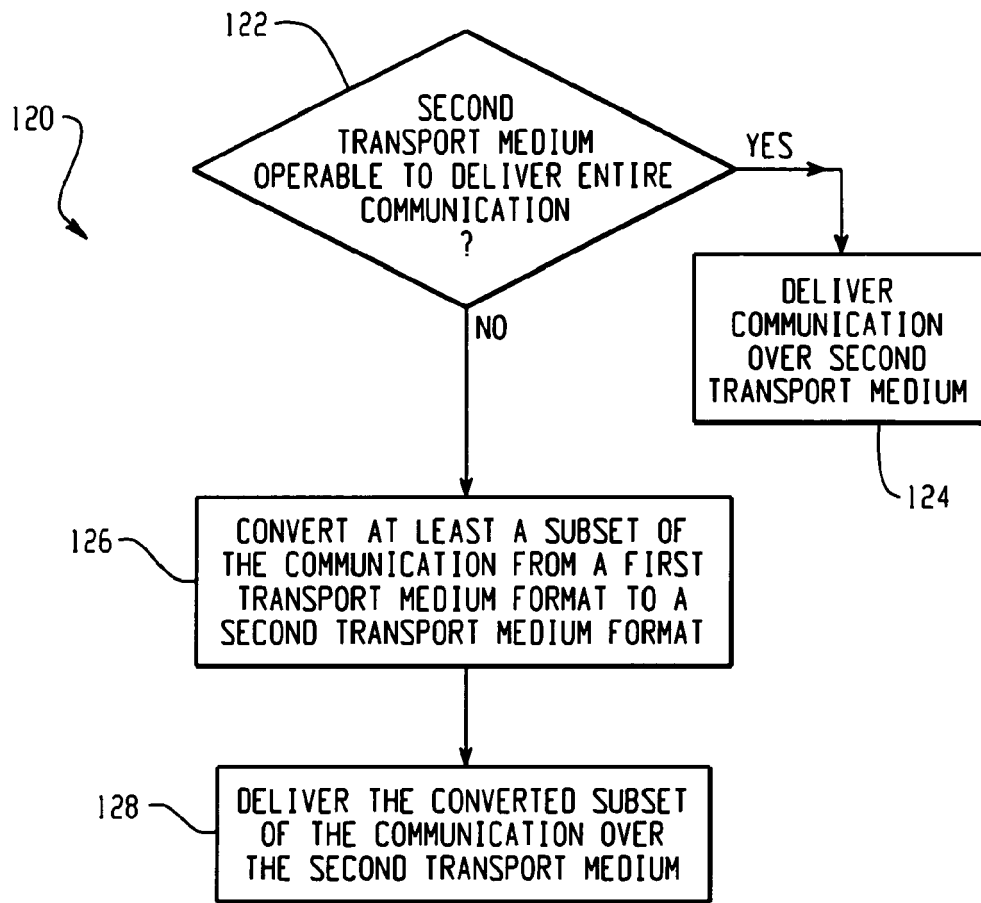 122
120
SECOND
TRANSPORT MEDIUM
OPERABLE TO DELIVER ENTIRE
COMMUNICATION
?
YES
NO
DELIVER
COMMUNICATION
OVER SECOND
TRANSPORT MEDIUM
124
126
CONVERT AT LEAST A SUBSET OF
THE COMMUNICATION FROM A FIRST
TRANSPORT MEDIUM FORMAT TO A
SECOND TRANSPORT MEDIUM FORMAT
128
DELIVER THE CONVERTED SUBSET
OF THE COMMUNICATION OVER
THE SECOND TRANSPORT MEDIUM